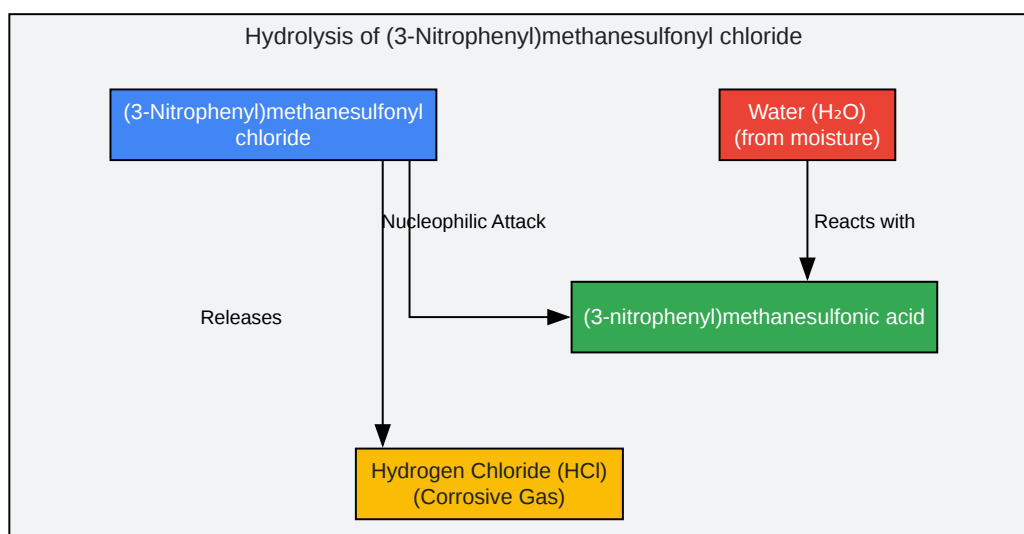 Hydrolysis of (3-Nitrophenyl)methanesulfonyl chloride
(3-Nitrophenyl)methanesulfonyl
chloride
Water (H₂O)
(from moisture)
Nucleophilic Attack
Reacts with
Releases
(3-nitrophenyl)methanesulfonic acid
Hydrogen Chloride (HCl)
(Corrosive Gas)